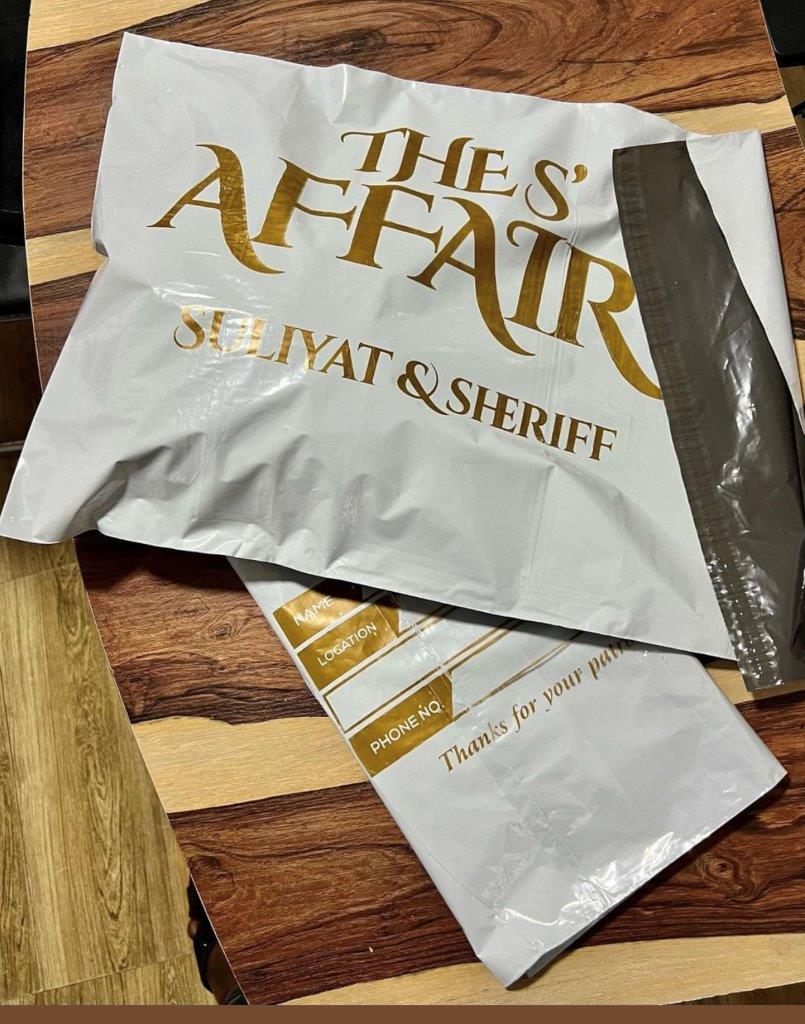 THE S'
AFFAIR
SULIYAT & SHERIFF
NAME
LOCATION
PHONE NO.
Thanks for your